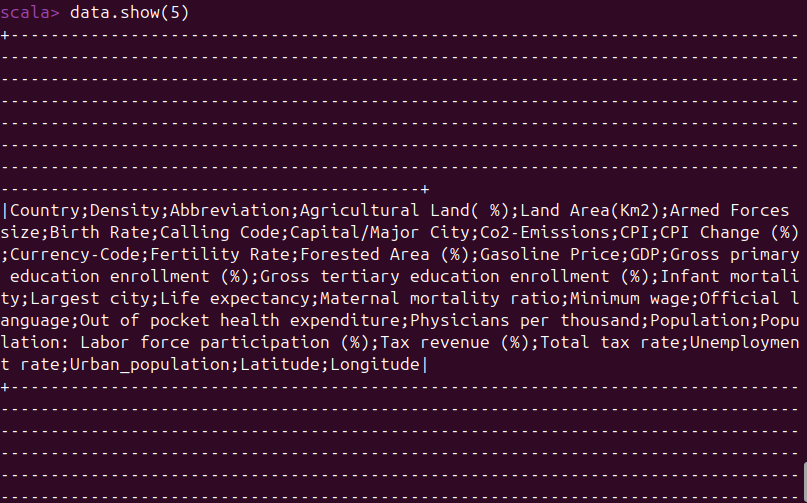 scala> data.show(5)
+-------------------------------------------------------------------------------
--------------------------------------------------------------------------------
--------------------------------------------------------------------------------
--------------------------------------------------------------------------------
--------------------------------------------------------------------------------
--------------------------------------------------------------------------------
--------------------------------------------------------------------------------
------------------------------------------+
|Country;Density;Abbreviation;Agricultural Land( %);Land Area(Km2);Armed Forces 
size;Birth Rate;Calling Code;Capital/Major City;Co2-Emissions;CPI;CPI Change (%)
;Currency-Code;Fertility Rate;Forested Area (%);Gasoline Price;GDP;Gross primary
 education enrollment (%);Gross tertiary education enrollment (%);Infant mortali
ty;Largest city;Life expectancy;Maternal mortality ratio;Minimum wage;Official l
anguage;Out of pocket health expenditure;Physicians per thousand;Population;Popu
lation: Labor force participation (%);Tax revenue (%);Total tax rate;Unemploymen
t rate;Urban_population;Latitude;Longitude|
+-------------------------------------------------------------------------------
--------------------------------------------------------------------------------
--------------------------------------------------------------------------------
--------------------------------------------------------------------------------
--------------------------------------------------------------------------------
--------------------------------------------------------------------------------